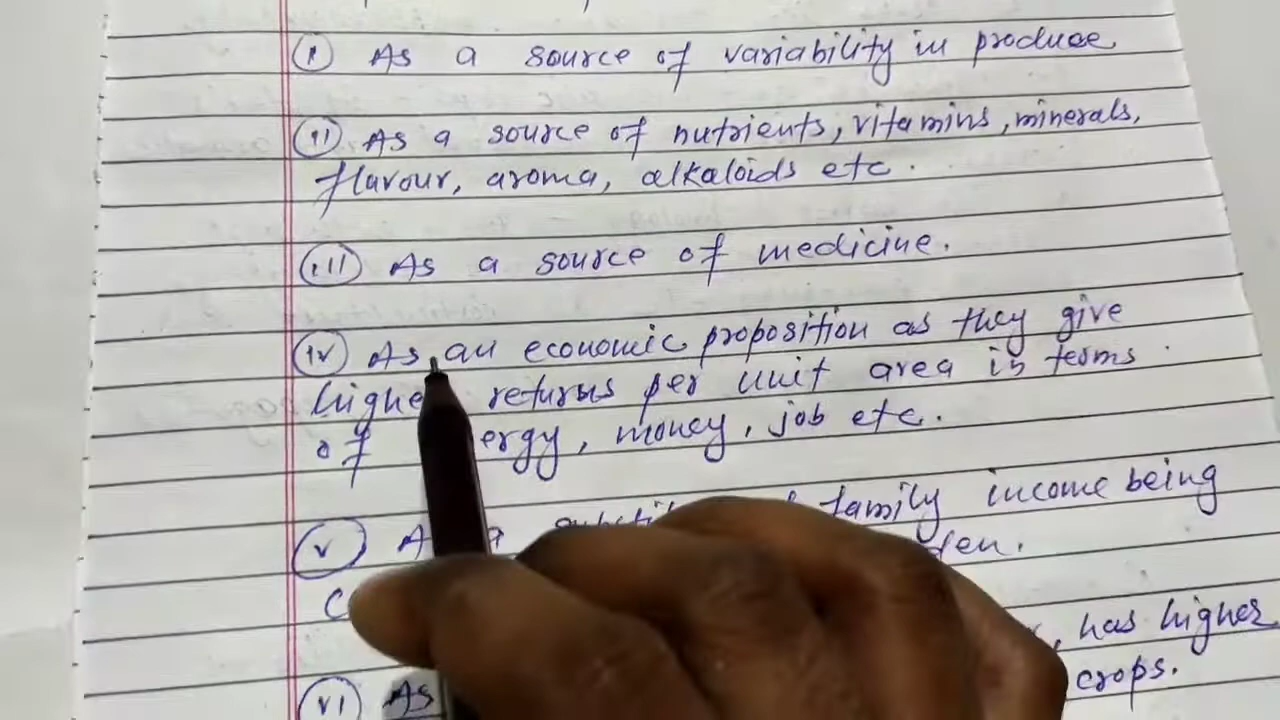 (I) As a source of variability in produce
(II) As a source of nutrients, vitamins, minerals,
flavour, aroma, alkaloids etc.
(III) As a source of medicine.
(IV) As an economic proposition as they give
higher returns per unit area in terms
of ergy, money, job etc.
(V) family income being
(VI) As , has higher
crops.